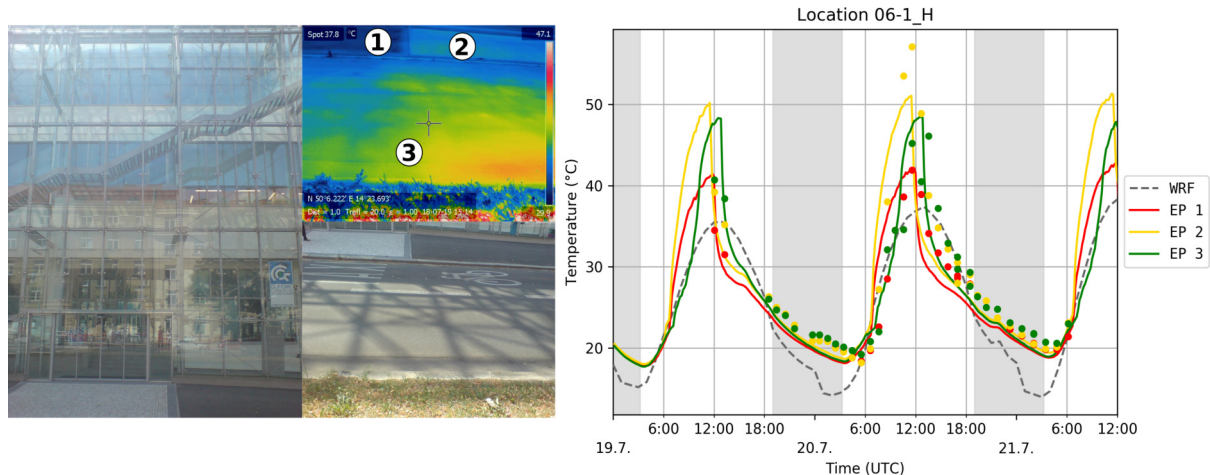 Spot 37.8 °C
47.1
1
2
3
N 50°6.222' E 14°23.693'
29.9
Location 06-1_H
Temperature (°C)
50
40
30
20
6:00 12:00 18:00 6:00 12:00 18:00 6:00 12:00
19.7. 20.7. 21.7.
Time (UTC)
WRF
EP 1
EP 2
EP 3